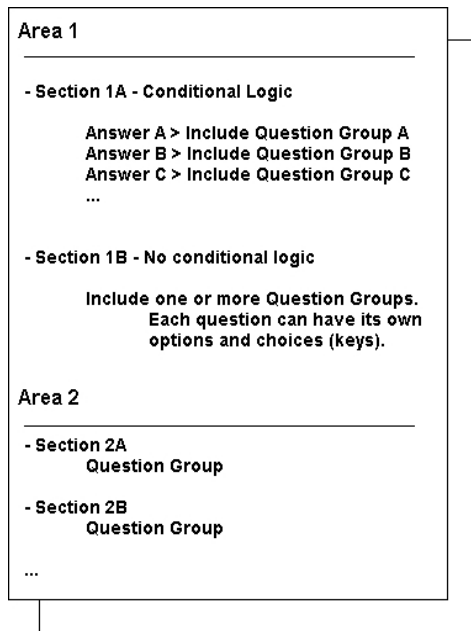 Area 1
- Section 1A - Conditional Logic
Answer A > Include Question Group A
Answer B > Include Question Group B
Answer C > Include Question Group C
...
- Section 1B - No conditional logic
Include one or more Question Groups.
Each question can have its own
options and choices (keys).
Area 2
- Section 2A
Question Group
- Section 2B
Question Group
...